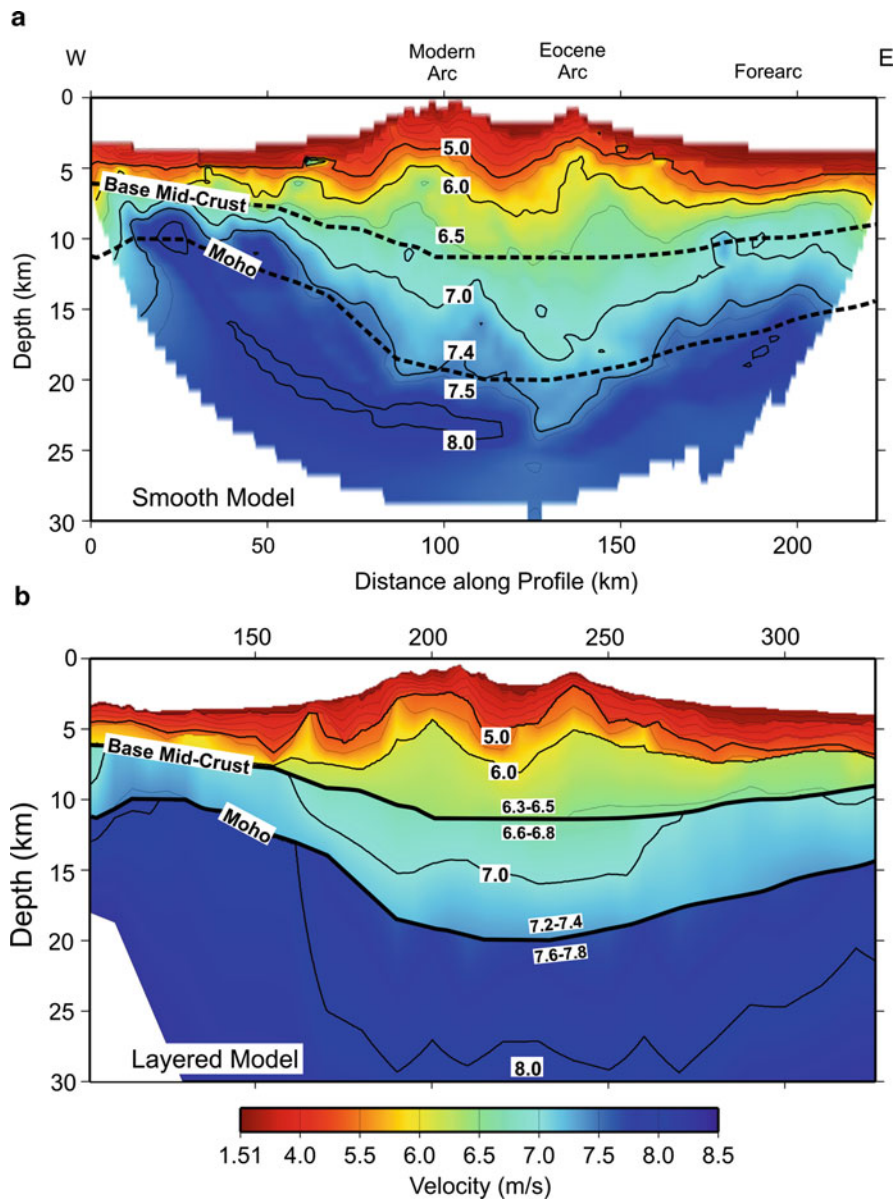 a
W Modern Arc Eocene Arc Forearc E
0
5
10
15
20
25
30
Depth (km)
5.0
6.0
Base Mid-Crust
6.5
Moho
7.0
7.4
7.5
8.0
Smooth Model
0 50 100 150 200
Distance along Profile (km)
b
150 200 250 300
0
5
10
15
20
25
30
Depth (km)
5.0
Base Mid-Crust
6.0
6.3-6.5
Moho
6.6-6.8
7.0
7.2-7.4
7.6-7.8
Layered Model
8.0
1.51 4.0 5.5 6.0 6.5 7.0 7.5 8.0 8.5
Velocity (m/s)